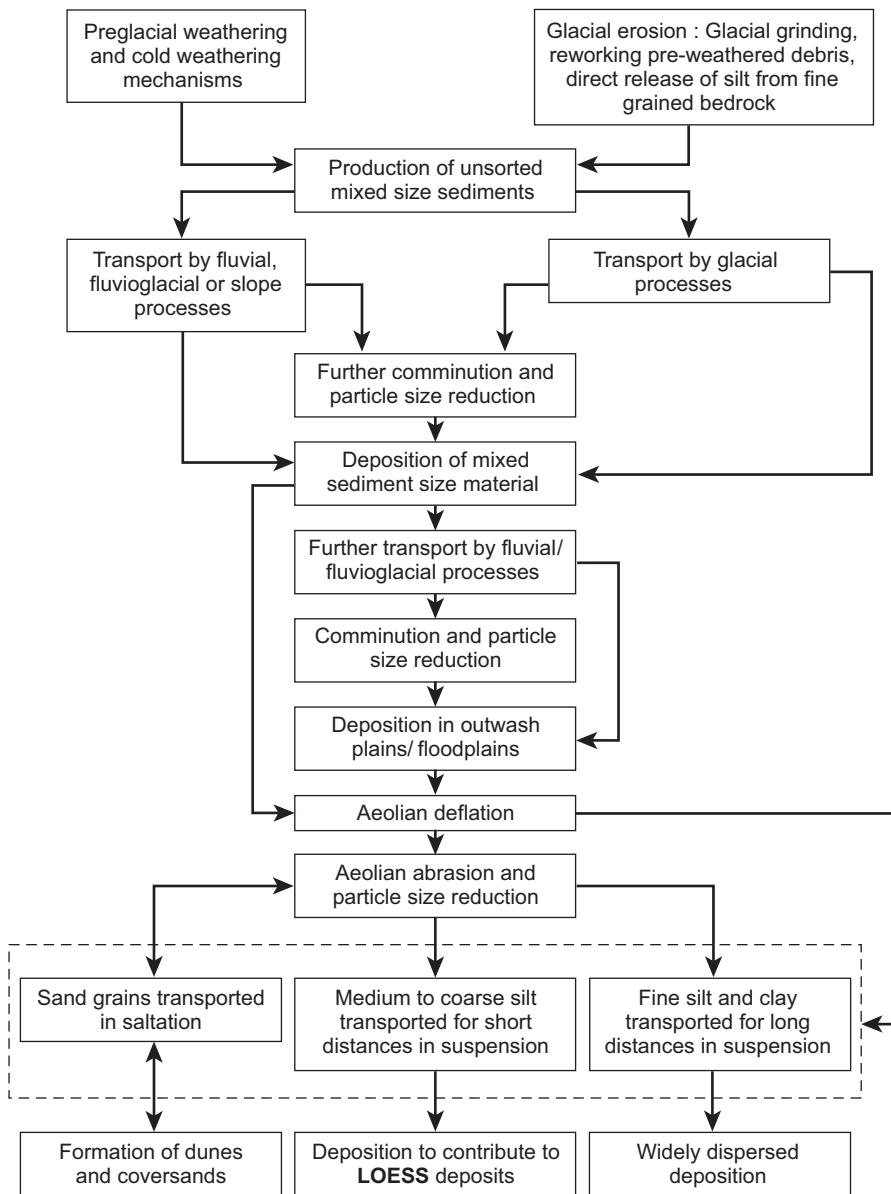 Preglacial weathering
and cold weathering
mechanisms
Glacial erosion : Glacial grinding,
reworking pre-weathered debris,
direct release of silt from fine
grained bedrock
Production of unsorted
mixed size sediments
Transport by fluvial,
fluvioglacial or slope
processes
Transport by glacial
processes
Further comminution and
particle size reduction
Deposition of mixed
sediment size material
Further transport by fluvial/
fluvioglacial processes
Comminution and particle
size reduction
Deposition in outwash
plains/ floodplains
Aeolian deflation
Aeolian abrasion and
particle size reduction
Sand grains transported
in saltation
Medium to coarse silt
transported for short
distances in suspension
Fine silt and clay
transported for long
distances in suspension
Formation of dunes
and coversands
Deposition to contribute to
LOESS deposits
Widely dispersed
deposition